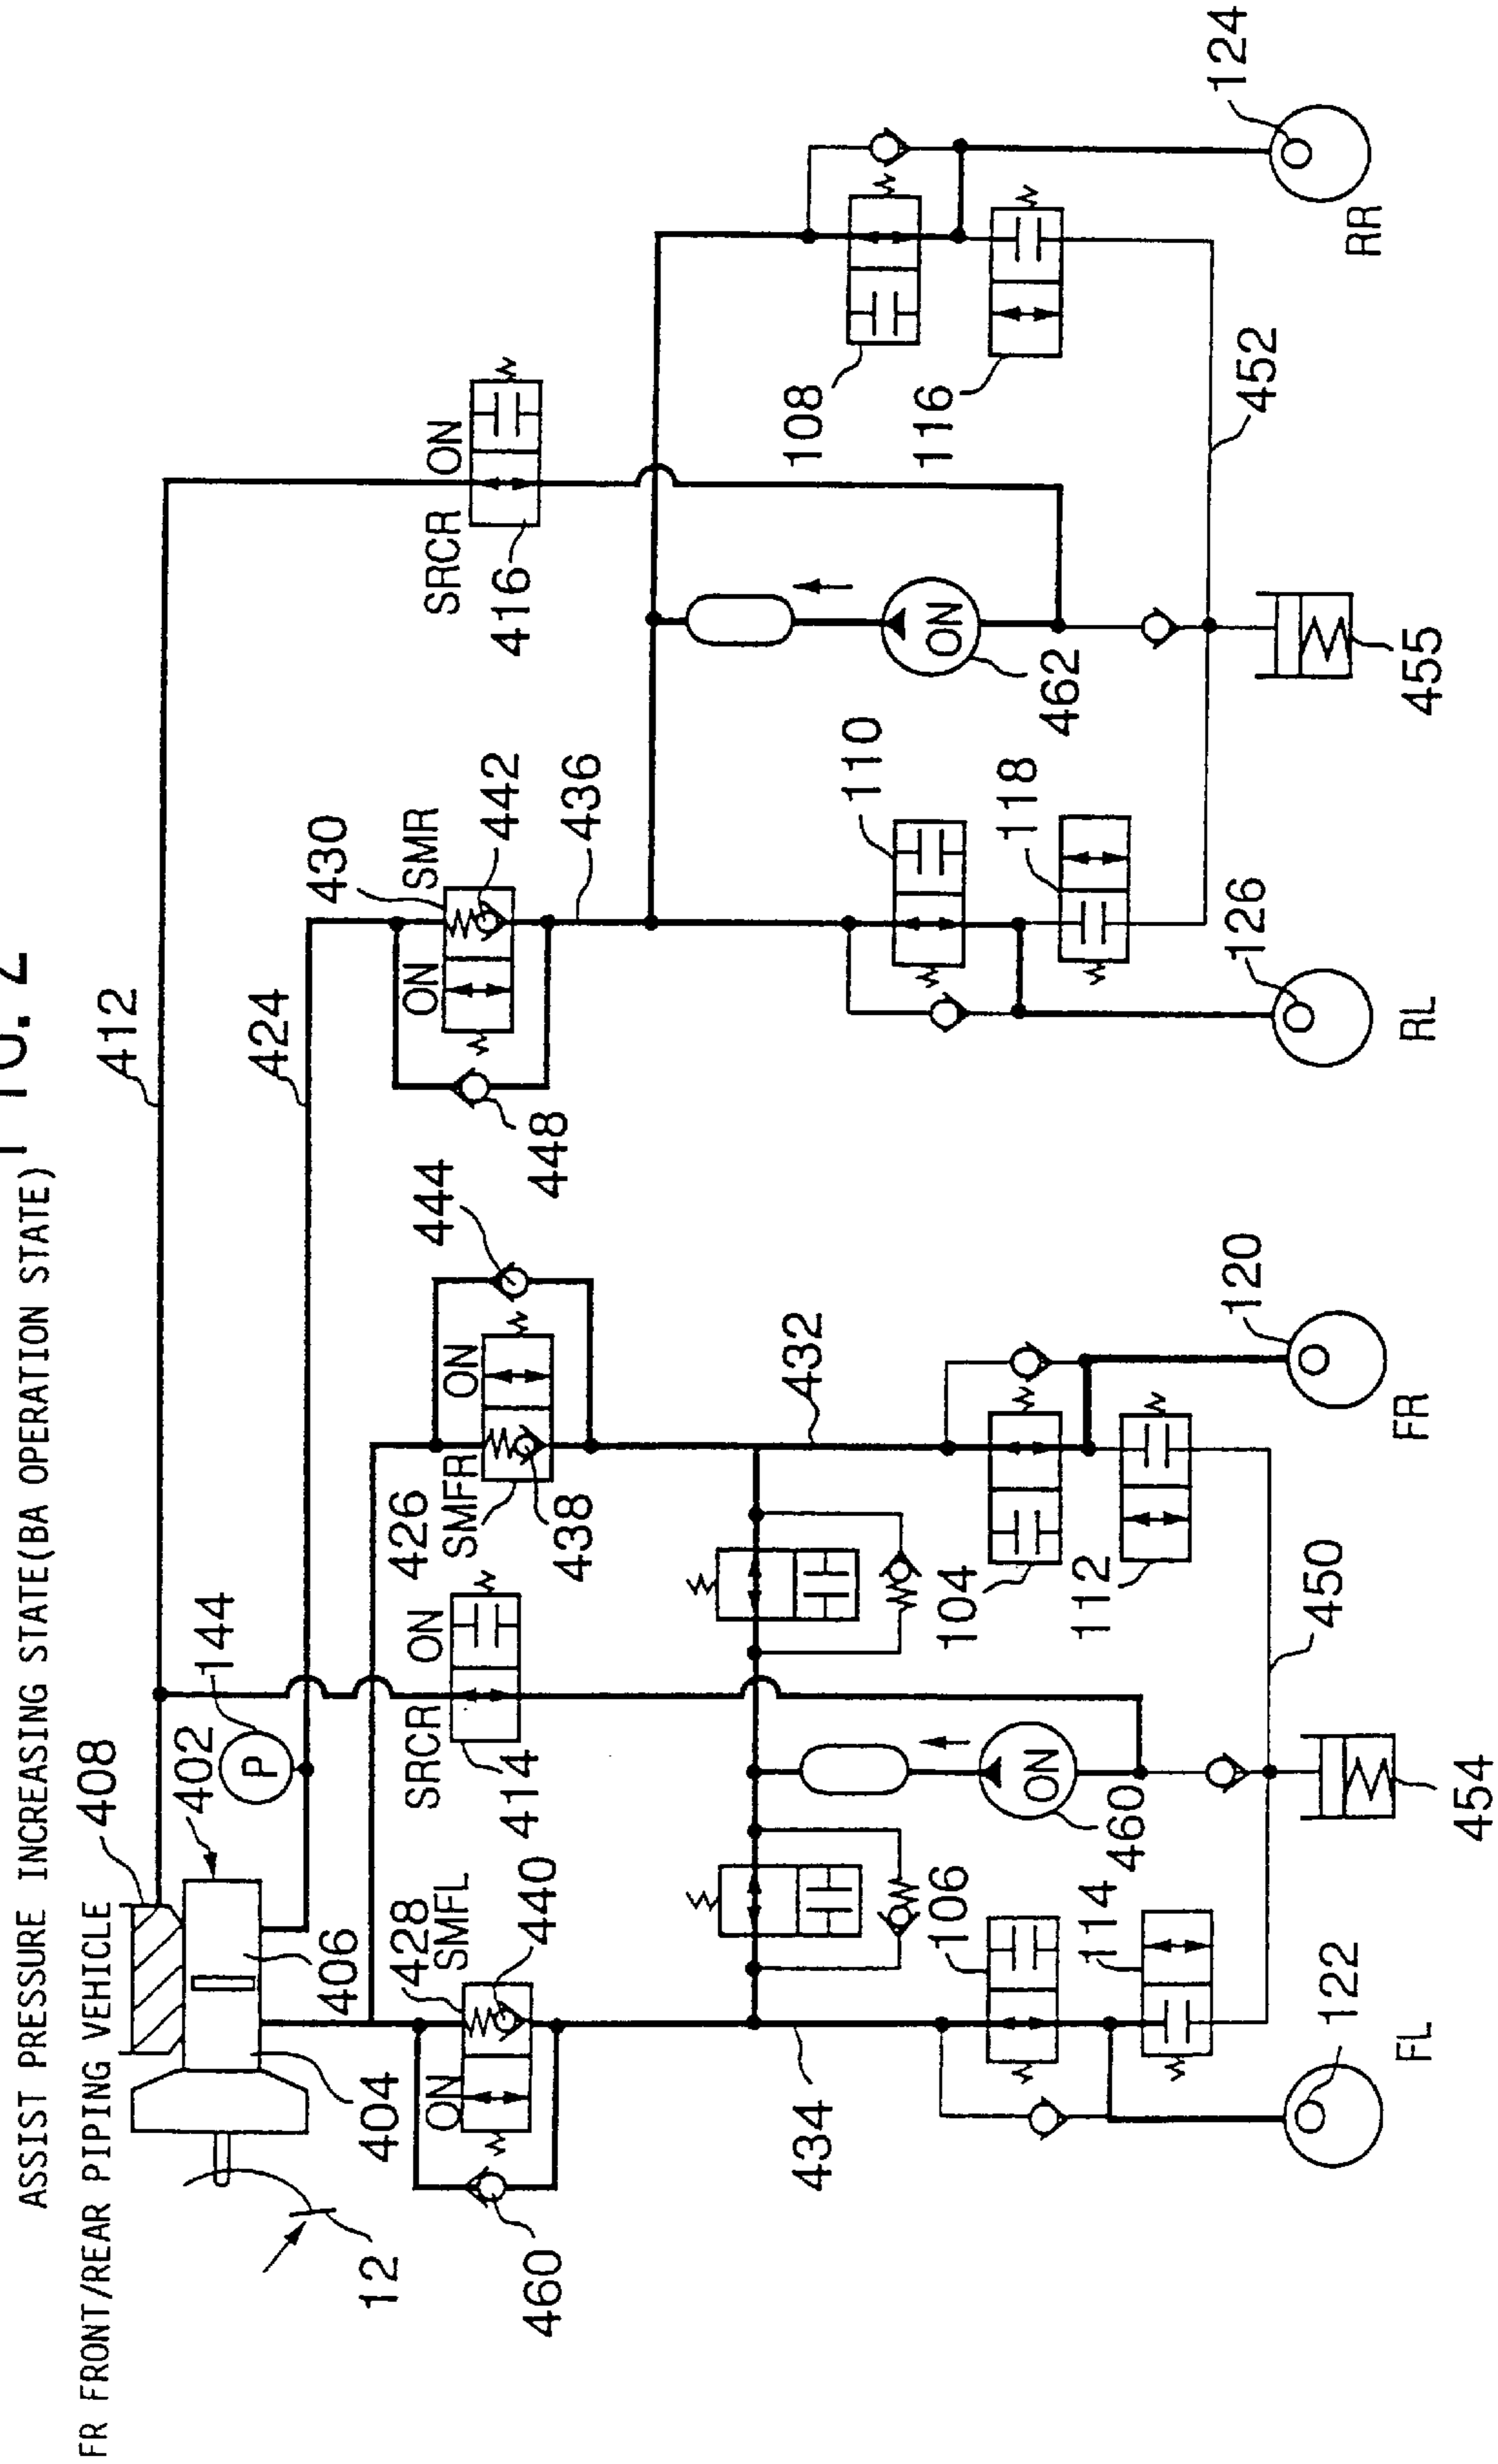 FIG. 2
ASSIST PRESSURE INCREASING STATE(BA OPERATION STATE)
FR FRONT/REAR PIPING VEHICLE
408
412
402
144
P
424
406
404
12
428
SMFL
ON
440
460
SRCR
ON
414
426
SMFR
ON
438
444
430
SMR
ON
442
448
436
SRCR
ON
416
434
432
106
114
ON
460
104
112
110
118
ON
462
108
116
122
FL
454
450
120
FR
126
RL
455
452
124
RR